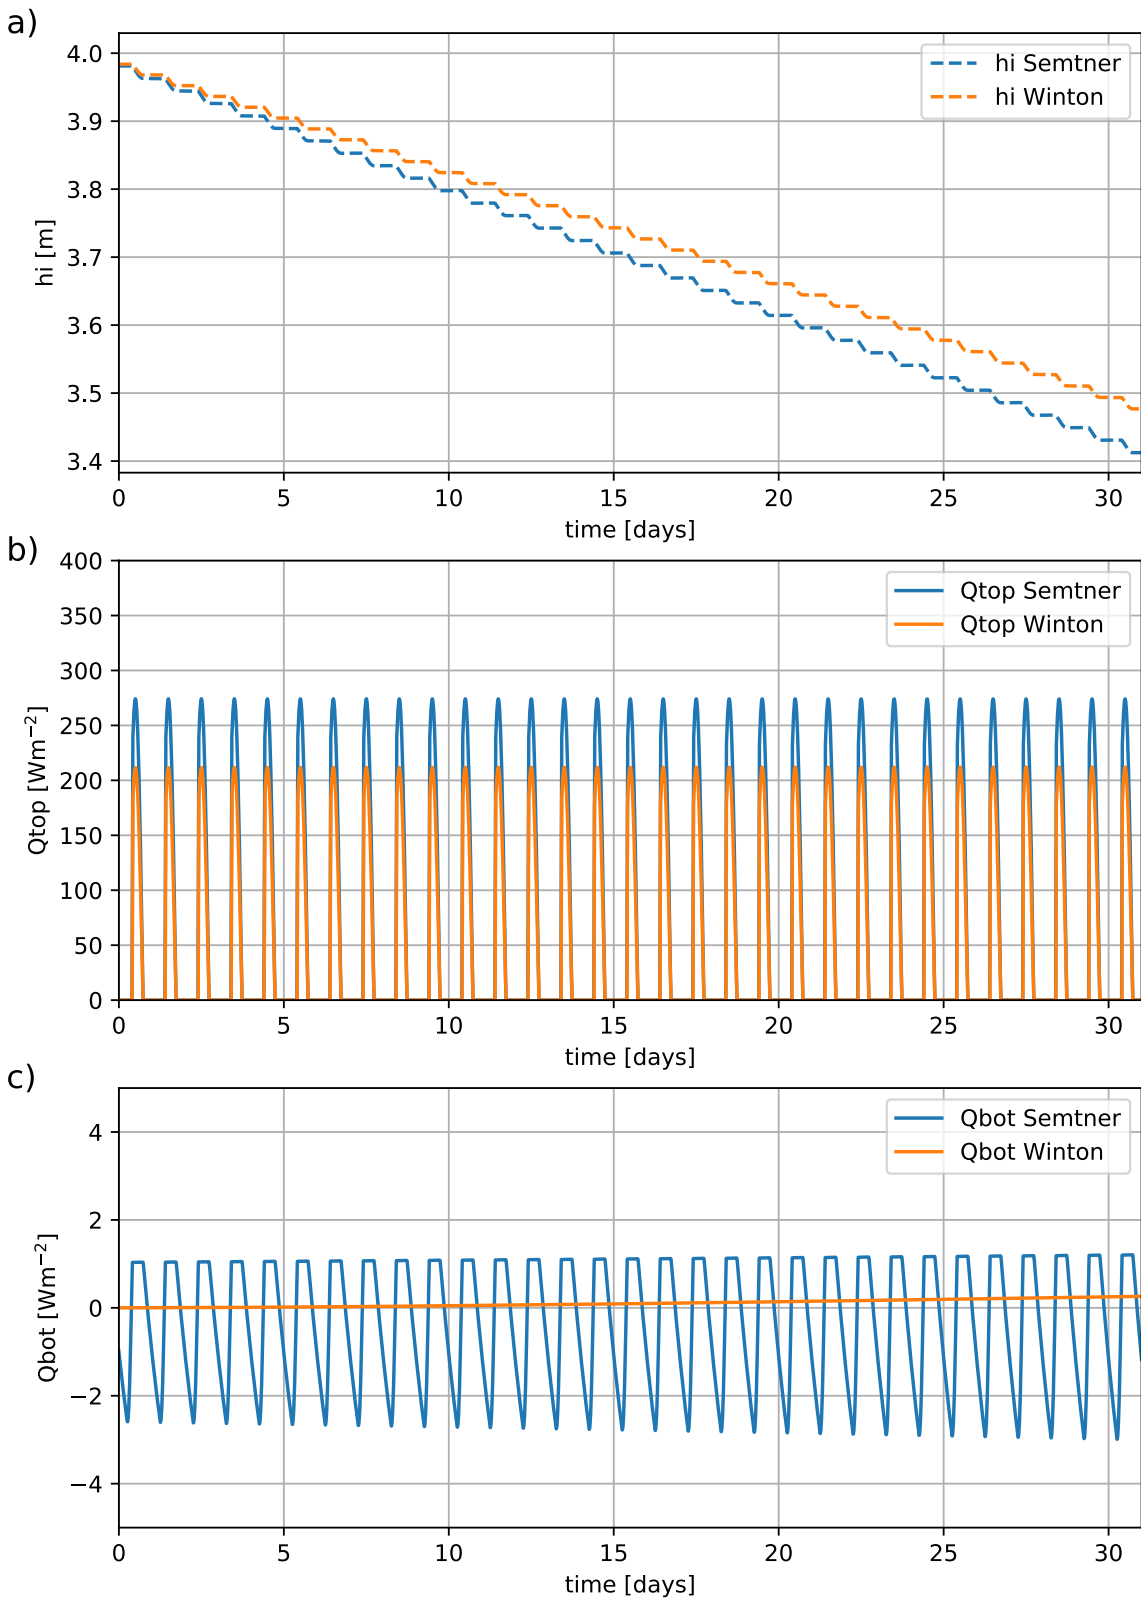 a)
4.0
3.9
3.8
3.7
3.6
3.5
3.4
hi [m]
hi Semtner
hi Winton
0 5 10 15 20 25 30
time [days]
b)
400
350
300
250
200
150
100
50
0
Qtop [Wm⁻²]
Qtop Semtner
Qtop Winton
0 5 10 15 20 25 30
time [days]
c)
4
2
0
−2
−4
Qbot [Wm⁻²]
Qbot Semtner
Qbot Winton
0 5 10 15 20 25 30
time [days]